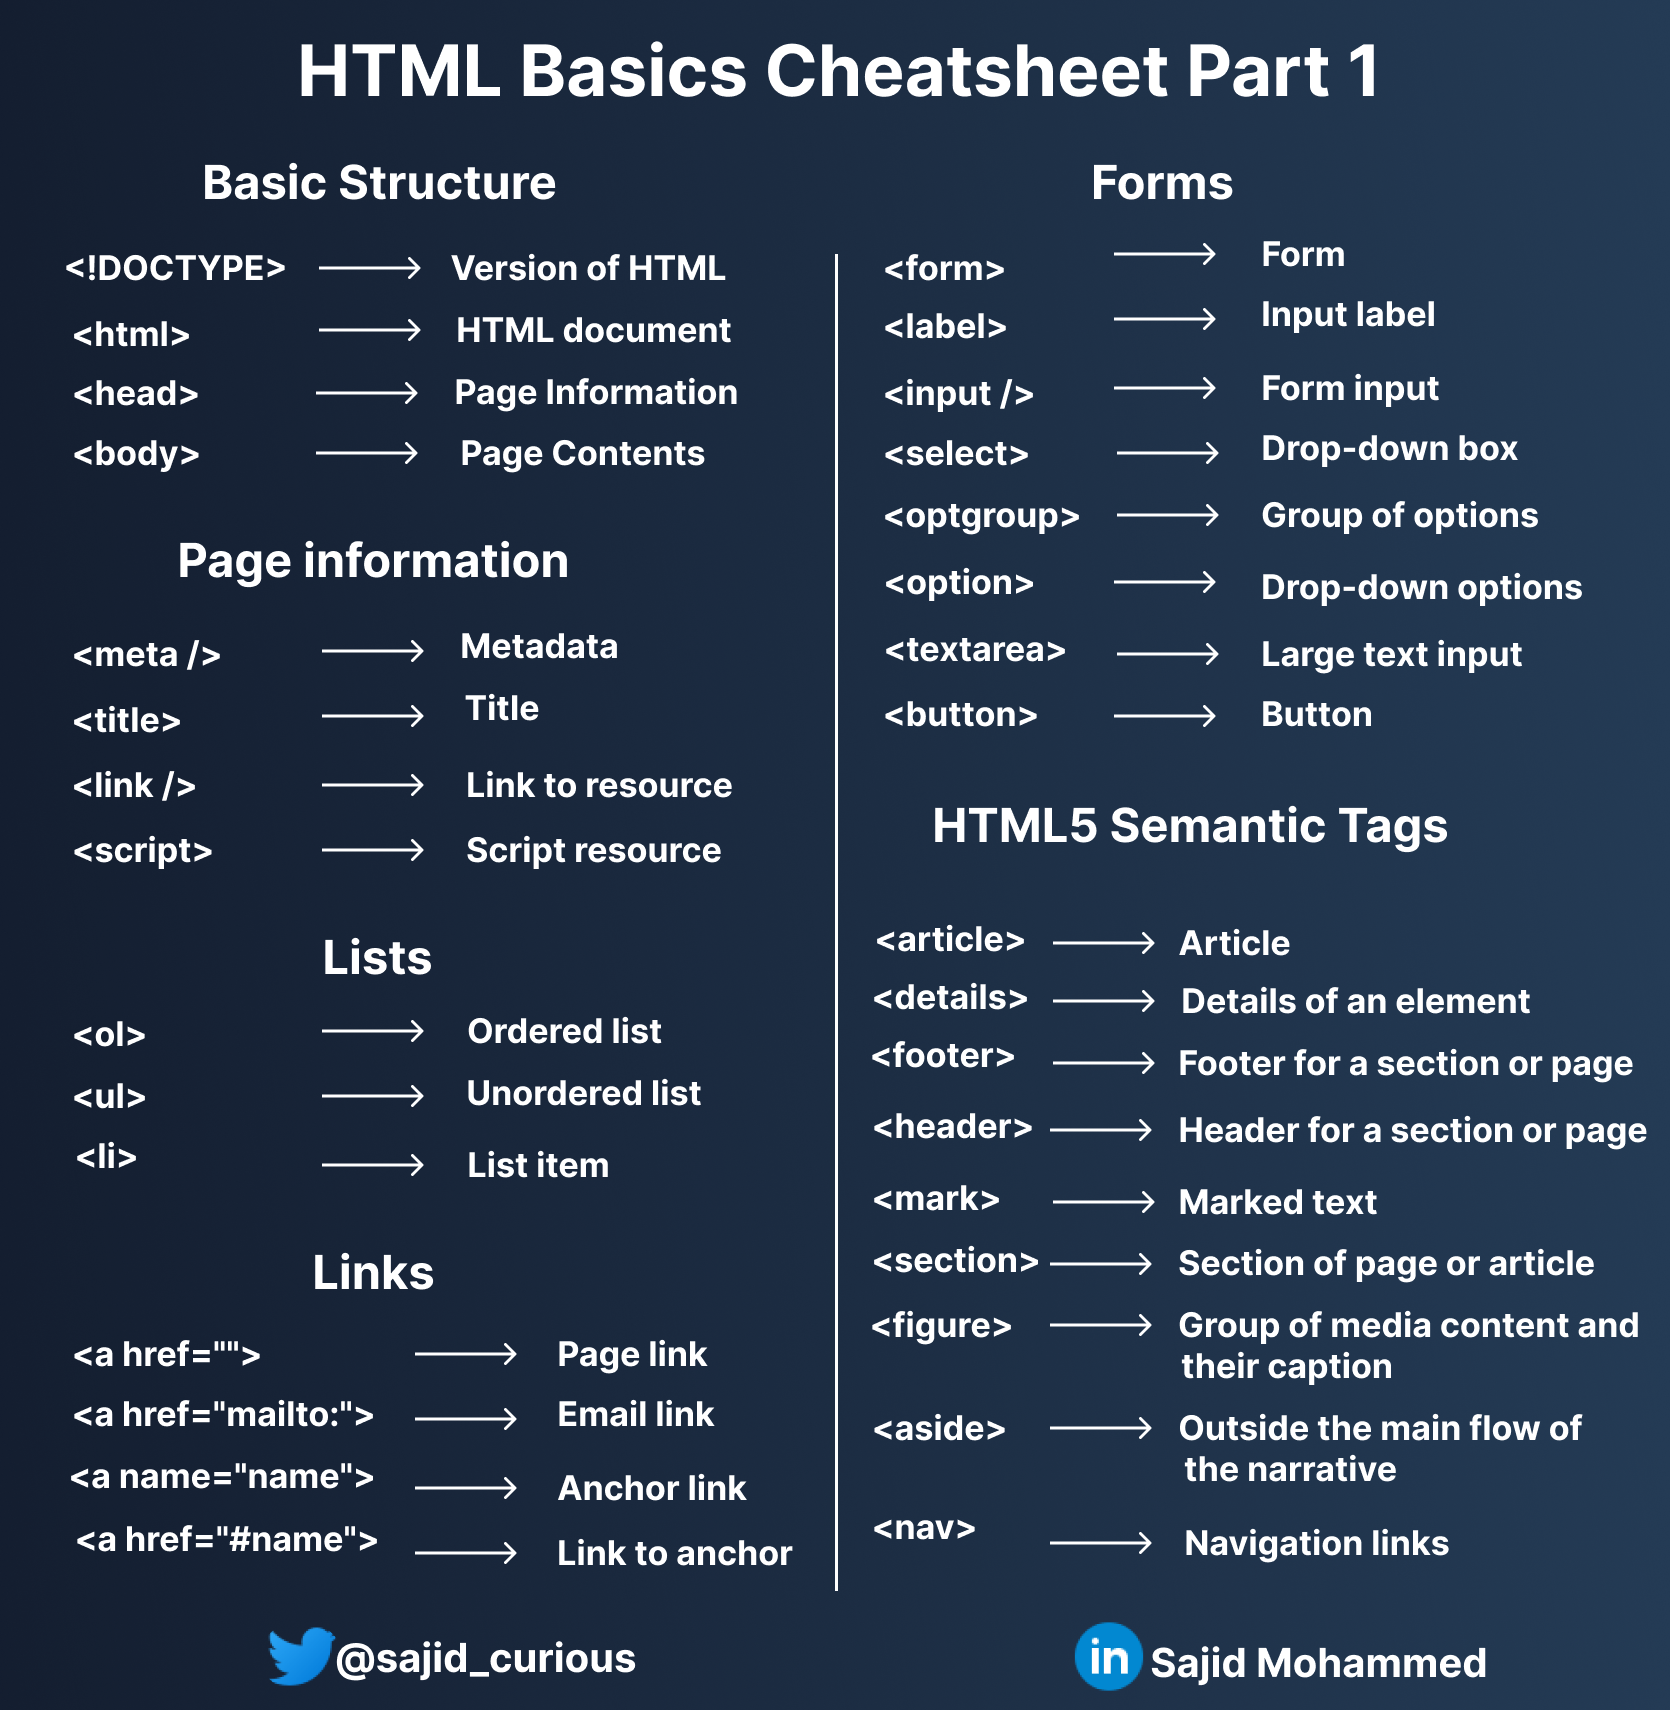 HTML Basics Cheatsheet Part 1
Basic Structure
<!DOCTYPE> Version of HTML
<html> HTML document
<head> Page Information
<body> Page Contents
Page information
<meta /> Metadata
<title> Title
<link /> Link to resource
<script> Script resource
Lists
<ol> Ordered list
<ul> Unordered list
<li> List item
Links
<a href=""> Page link
<a href="mailto:"> Email link
<a name="name"> Anchor link
<a href="#name"> Link to anchor
Forms
<form> Form
<label> Input label
<input /> Form input
<select> Drop-down box
<optgroup> Group of options
<option> Drop-down options
<textarea> Large text input
<button> Button
HTML5 Semantic Tags
<article> Article
<details> Details of an element
<footer> Footer for a section or page
<header> Header for a section or page
<mark> Marked text
<section> Section of page or article
<figure> Group of media content and
their caption
<aside> Outside the main flow of
the narrative
<nav> Navigation links
@sajid_curious
in Sajid Mohammed